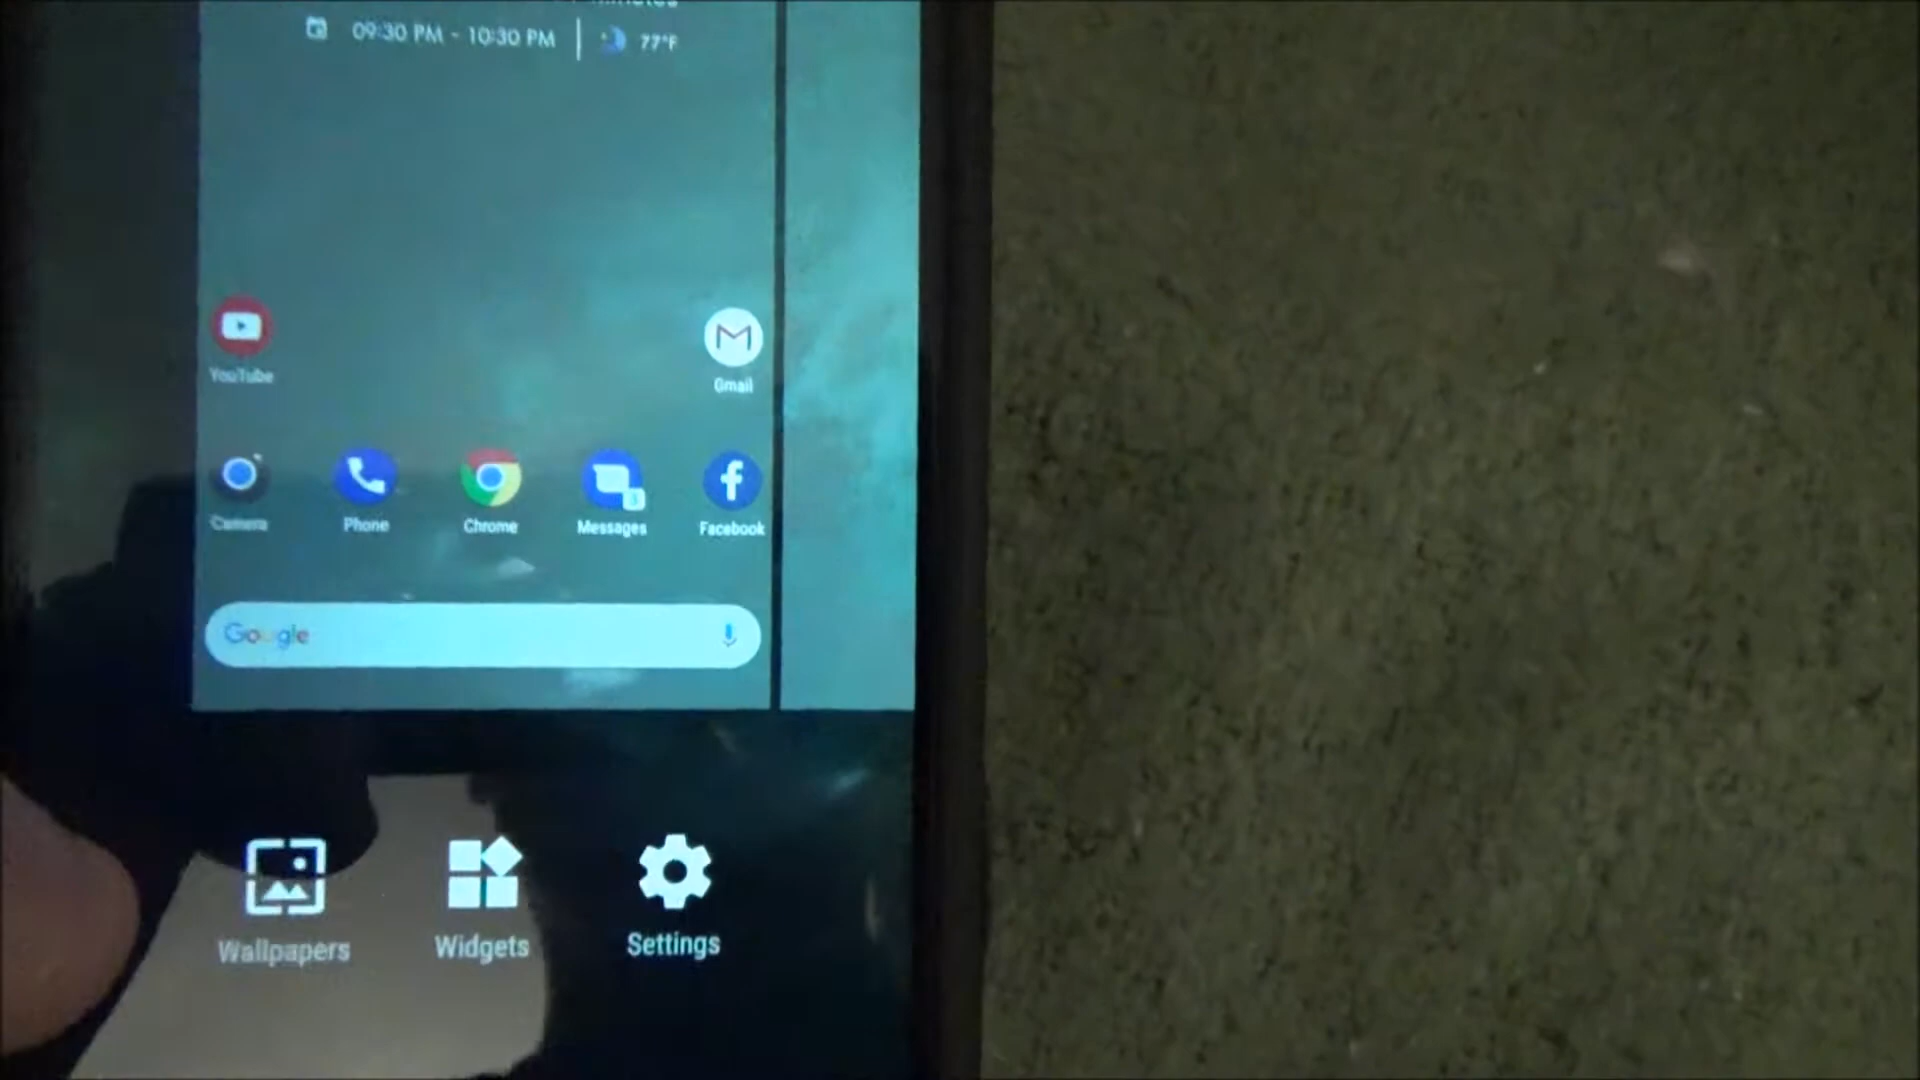 09:30 PM - 10:30 PM 77°F
YouTube
Gmail
Camera
Phone
Chrome
Messages
Facebook
Google
Wallpapers
Widgets
Settings